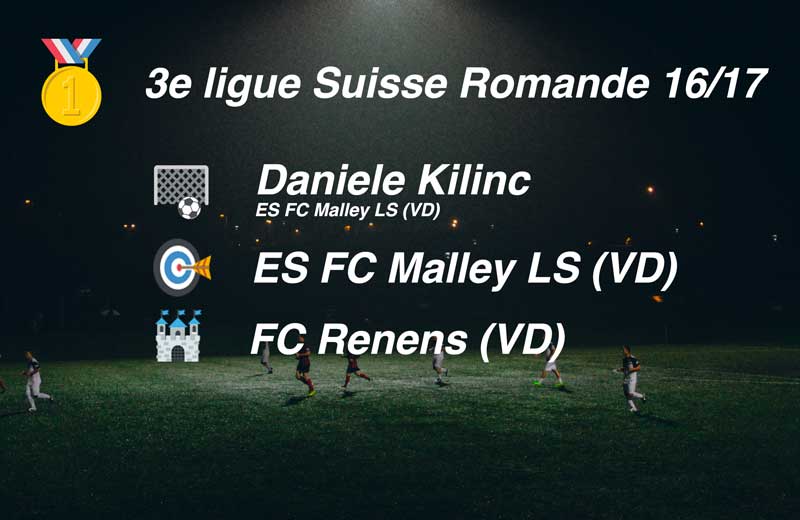 1
3e ligue Suisse Romande 16/17
Daniele Kilinc
ES FC Malley LS (VD)
ES FC Malley LS (VD)
FC Renens (VD)